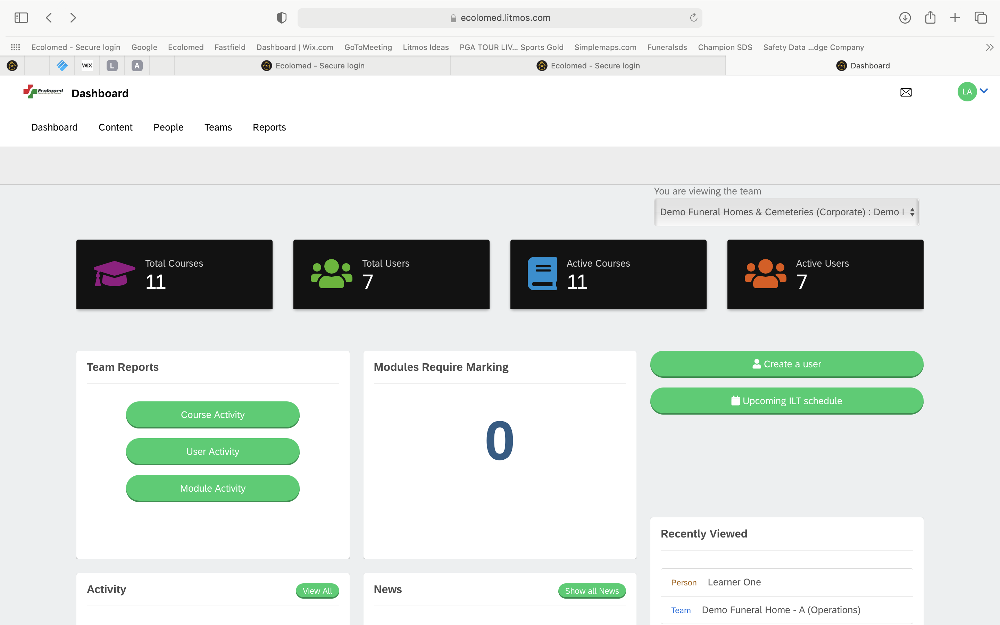 ecolomed.litmos.com
Ecolomed - Secure login Google Ecolomed Fastfield Dashboard | Wix.com GoToMeeting Litmos Ideas PGA TOUR LIV... Sports Gold Simplemaps.com Funeralsds Champion SDS Safety Data ...dge Company
WIX L A Ecolomed - Secure login Ecolomed - Secure login Dashboard
Ecolomed Dashboard LA
Dashboard Content People Teams Reports
You are viewing the team
Demo Funeral Homes & Cemeteries (Corporate) : Demo
Total Courses Total Users Active Courses Active Users
11 7 11 7
Team Reports
Course Activity
User Activity
Module Activity
Modules Require Marking
0
Create a user
Upcoming ILT schedule
Recently Viewed
Person Learner One
Team Demo Funeral Home - A (Operations)
Activity View All
News Show all News